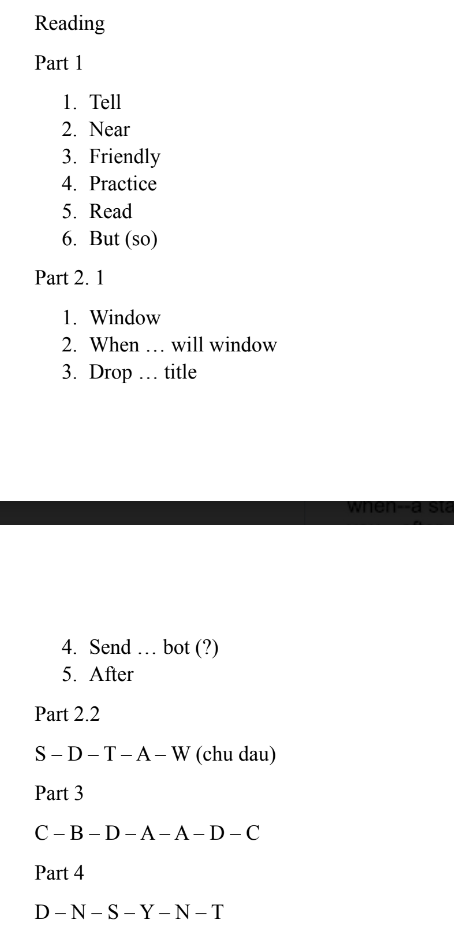 Reading
Part 1
1. Tell
2. Near
3. Friendly
4. Practice
5. Read
6. But (so)
Part 2. 1
1. Window
2. When … will window
3. Drop … title
when--a sta
4. Send … bot (?)
5. After
Part 2.2
S – D – T – A – W (chu dau)
Part 3
C – B – D – A – A – D – C
Part 4
D – N – S – Y – N – T